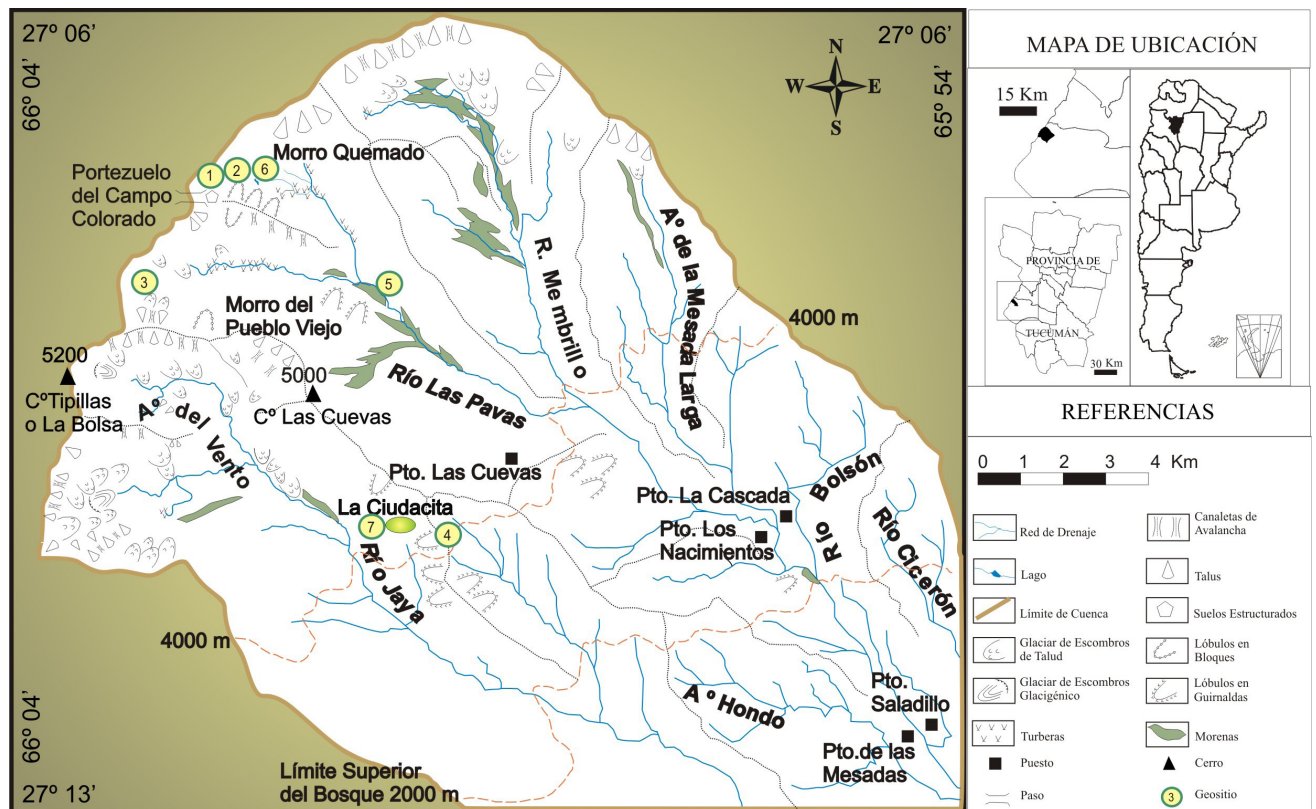 27º 06’
27º 06’
66º 04’
65º 54’
N
W
E
S
Morro Quemado
1
2
6
Portezuelo
del Campo
Colorado
3
5
Morro del
Pueblo Viejo
R. Membrillo
Aº de la Mesada Larga
4000 m
5200
CºTipillas
o La Bolsa
5000
Cº Las Cuevas
Aº del Vento
Río Las Pavas
Pto. Las Cuevas
La Ciudacita
7
4
Río Jaya
Pto. La Cascada
Pto. Los
Nacimientos
Río Bolsón
Río Cicerón
4000 m
Aº Hondo
Pto.
Saladillo
Pto.de las
Mesadas
Límite Superior
del Bosque 2000 m
66º 04’
27º 13’
MAPA DE UBICACIÓN
15 Km
PROVINCIA DE
TUCUMÁN
30 Km
REFERENCIAS
0 1 2 3 4 Km
Red de Drenaje
Canaletas de
Avalancha
Lago
Talus
Límite de Cuenca
Suelos Estructurados
Glaciar de Escombros
de Talud
Lóbulos en
Bloques
Glaciar de Escombros
Glacigénico
Lóbulos en
Guirnaldas
Turberas
Morenas
Puesto
Cerro
Paso
3
Geositio